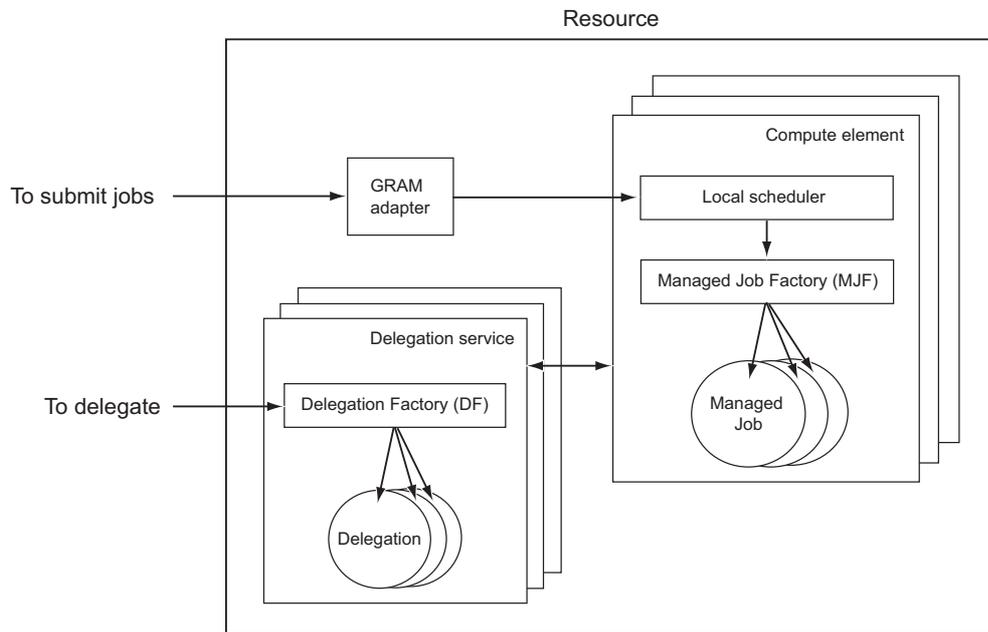 Resource
Compute element
To submit jobs
GRAM
adapter
Local scheduler
Managed Job Factory (MJF)
Managed
Job
Delegation service
To delegate
Delegation Factory (DF)
Delegation